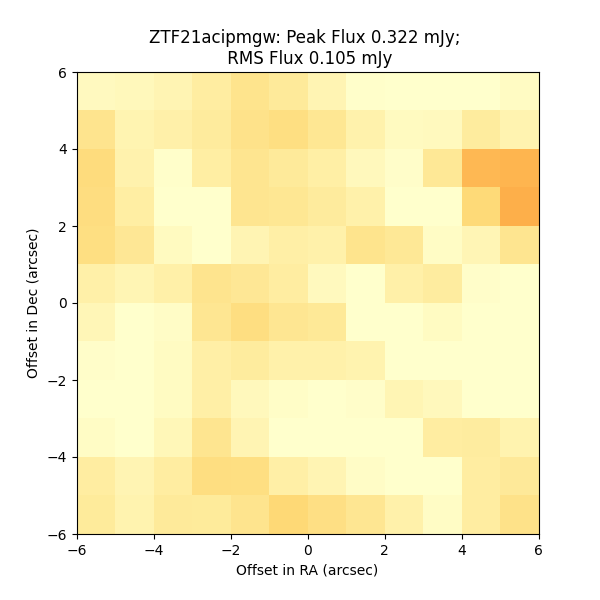 ZTF21acipmgw: Peak Flux 0.322 mJy;
RMS Flux 0.105 mJy
6
4
2
0
−2
−4
−6
Offset in Dec (arcsec)
−6 −4 −2 0 2 4 6
Offset in RA (arcsec)